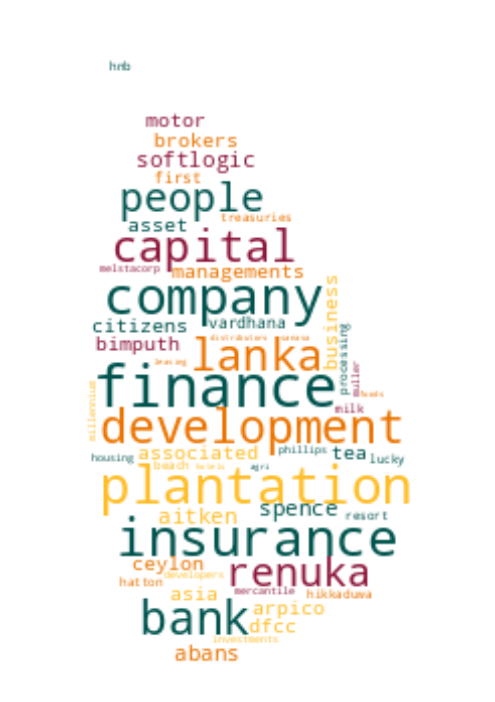 hnb
motor
brokers
softlogic
first
people
treasuries
asset
capital
melstacorp managements
company
business
citizens vardhana
processing
bimputh
distributors sanasa
lanka
leasing
muller
finance
foods
millennium
milk
development
associated phillips tea
housing lucky
beach hotels agri
plantation
spence
aitken resort
insurance
ceylon renuka
developers
hatton mercantile hikkaduwa
asia
arpico
bank dfcc
investments
abans